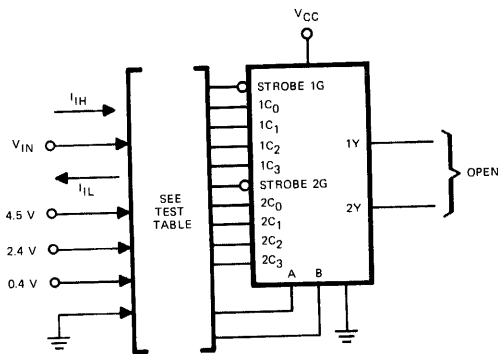 VCC
STROBE 1G
IIH
1C0
1C1
VIN
1C2
1Y
1C3
IIL
STROBE 2G
OPEN
SEE
TEST
TABLE
2C0
4.5 V
2C1
2Y
2C2
2.4 V
2C3
A B
0.4 V